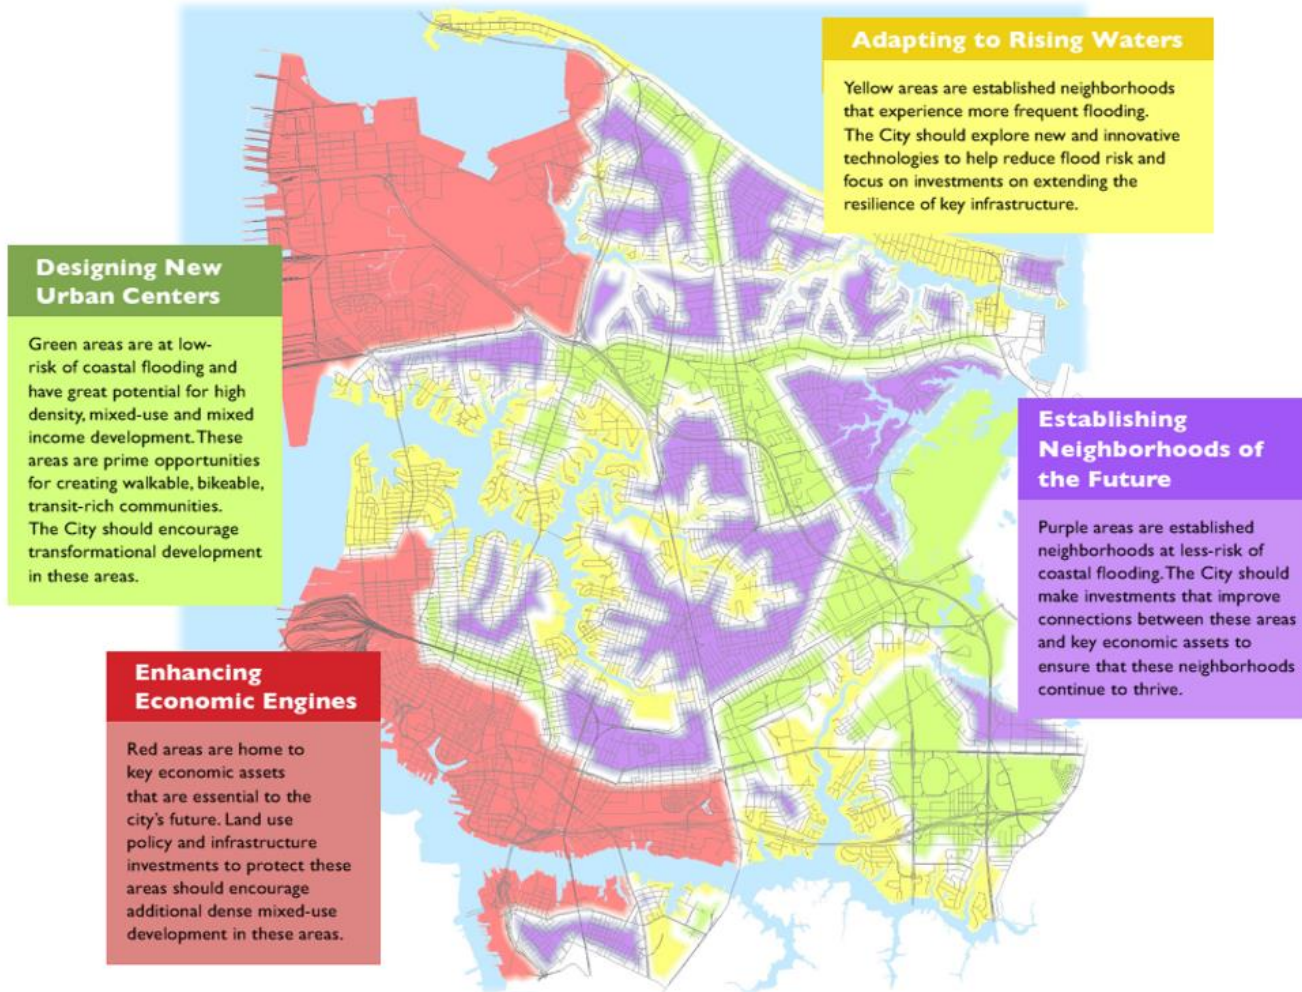 Adapting to Rising Waters
Yellow areas are established neighborhoods
that experience more frequent flooding.
The City should explore new and innovative
technologies to help reduce flood risk and
focus on investments on extending the
resilience of key infrastructure.
Designing New
Urban Centers
Green areas are at low-
risk of coastal flooding and
have great potential for high
density, mixed-use and mixed
income development. These
areas are prime opportunities
for creating walkable, bikeable,
transit-rich communities.
The City should encourage
transformational development
in these areas.
Establishing
Neighborhoods of
the Future
Purple areas are established
neighborhoods at less-risk of
coastal flooding. The City should
make investments that improve
connections between these areas
and key economic assets to
ensure that these neighborhoods
continue to thrive.
Enhancing
Economic Engines
Red areas are home to
key economic assets
that are essential to the
city's future. Land use
policy and infrastructure
investments to protect these
areas should encourage
additional dense mixed-use
development in these areas.